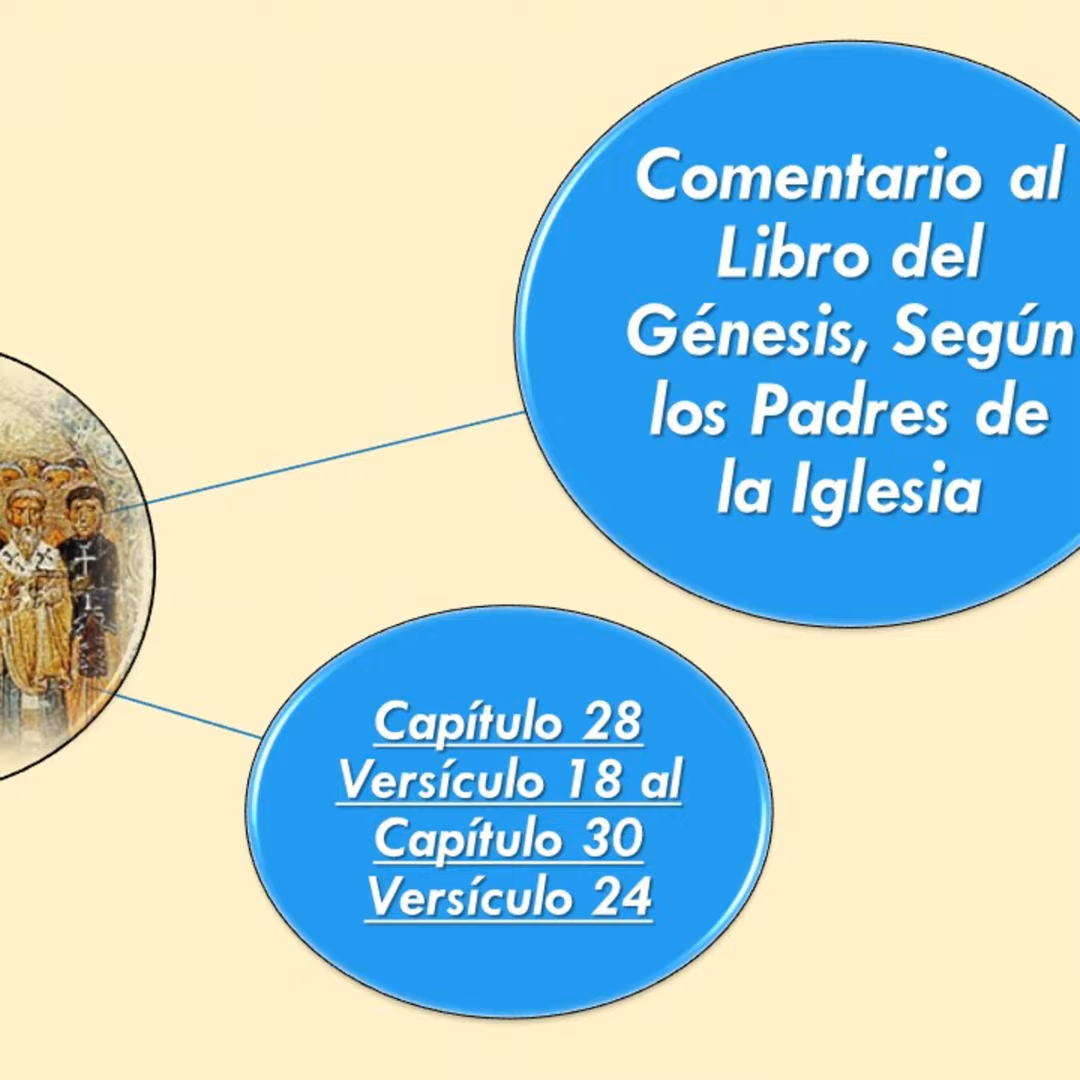 Comentario al
Libro del
Génesis, Según
los Padres de
la Iglesia
Capítulo 28
Versículo 18 al
Capítulo 30
Versículo 24